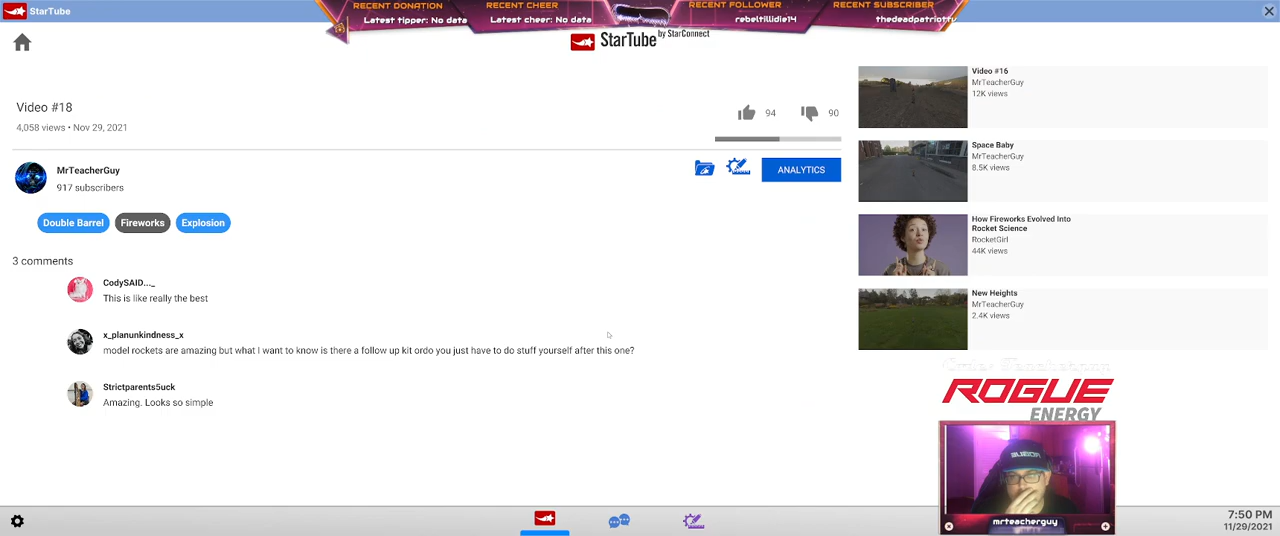 StarTube
RECENT DONATION
Latest tipper: No data
RECENT CHEER
Latest cheer: No data
RECENT FOLLOWER
rebeltillidie14
RECENT SUBSCRIBER
thedeadpatriottv
StarTube by StarConnect
Video #18
4,058 views • Nov 29, 2021
94
90
MrTeacherGuy
917 subscribers
ANALYTICS
Double Barrel
Fireworks
Explosion
3 comments
CodySAID..._
This is like really the best
x_planunkindness_x
model rockets are amazing but what I want to know is there a follow up kit ordo you just have to do stuff yourself after this one?
Strictparents5uck
Amazing. Looks so simple
Video #16
MrTeacherGuy
12K views
Space Baby
MrTeacherGuy
8.5K views
How Fireworks Evolved Into
Rocket Science
RocketGirl
44K views
New Heights
MrTeacherGuy
2.4K views
ROGUE
ENERGY
mrteacherguy
7:50 PM
11/29/2021